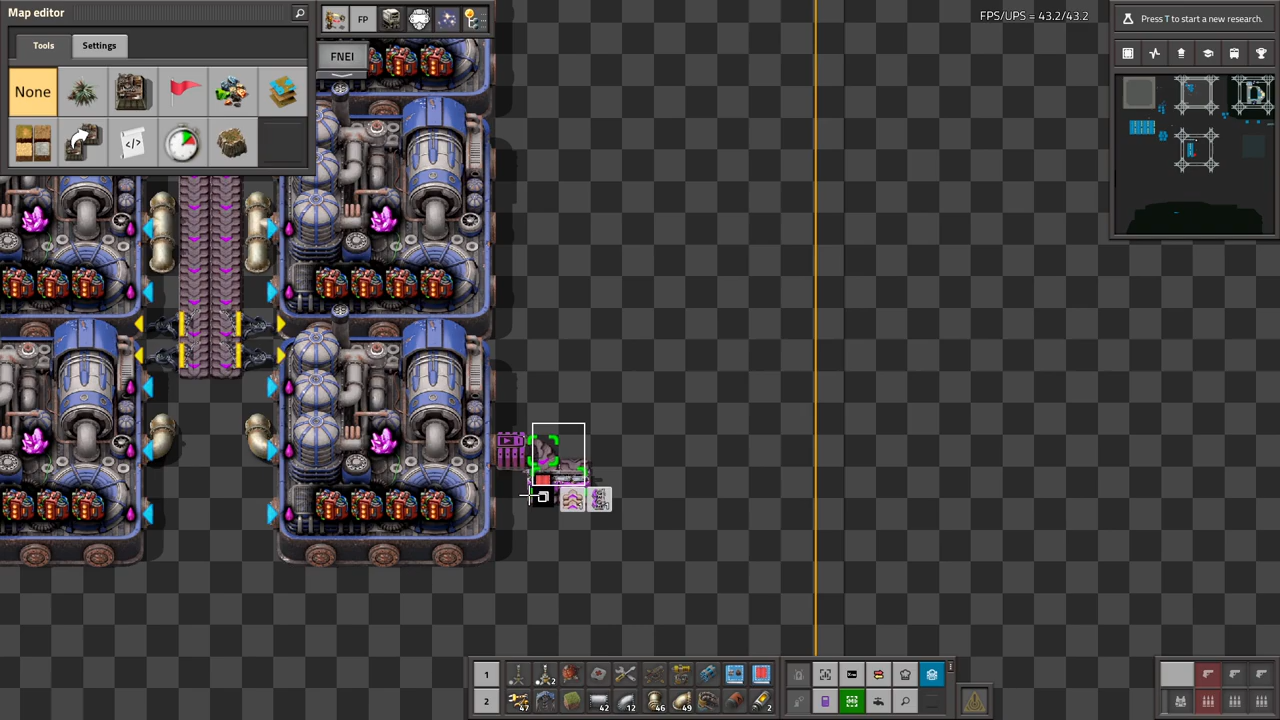 Map editor
Tools
Settings
None
FP
FNEI
FPS/UPS = 43.2/43.2
Press T to start a new research.
1
2
2
47
42
12
46
49
2